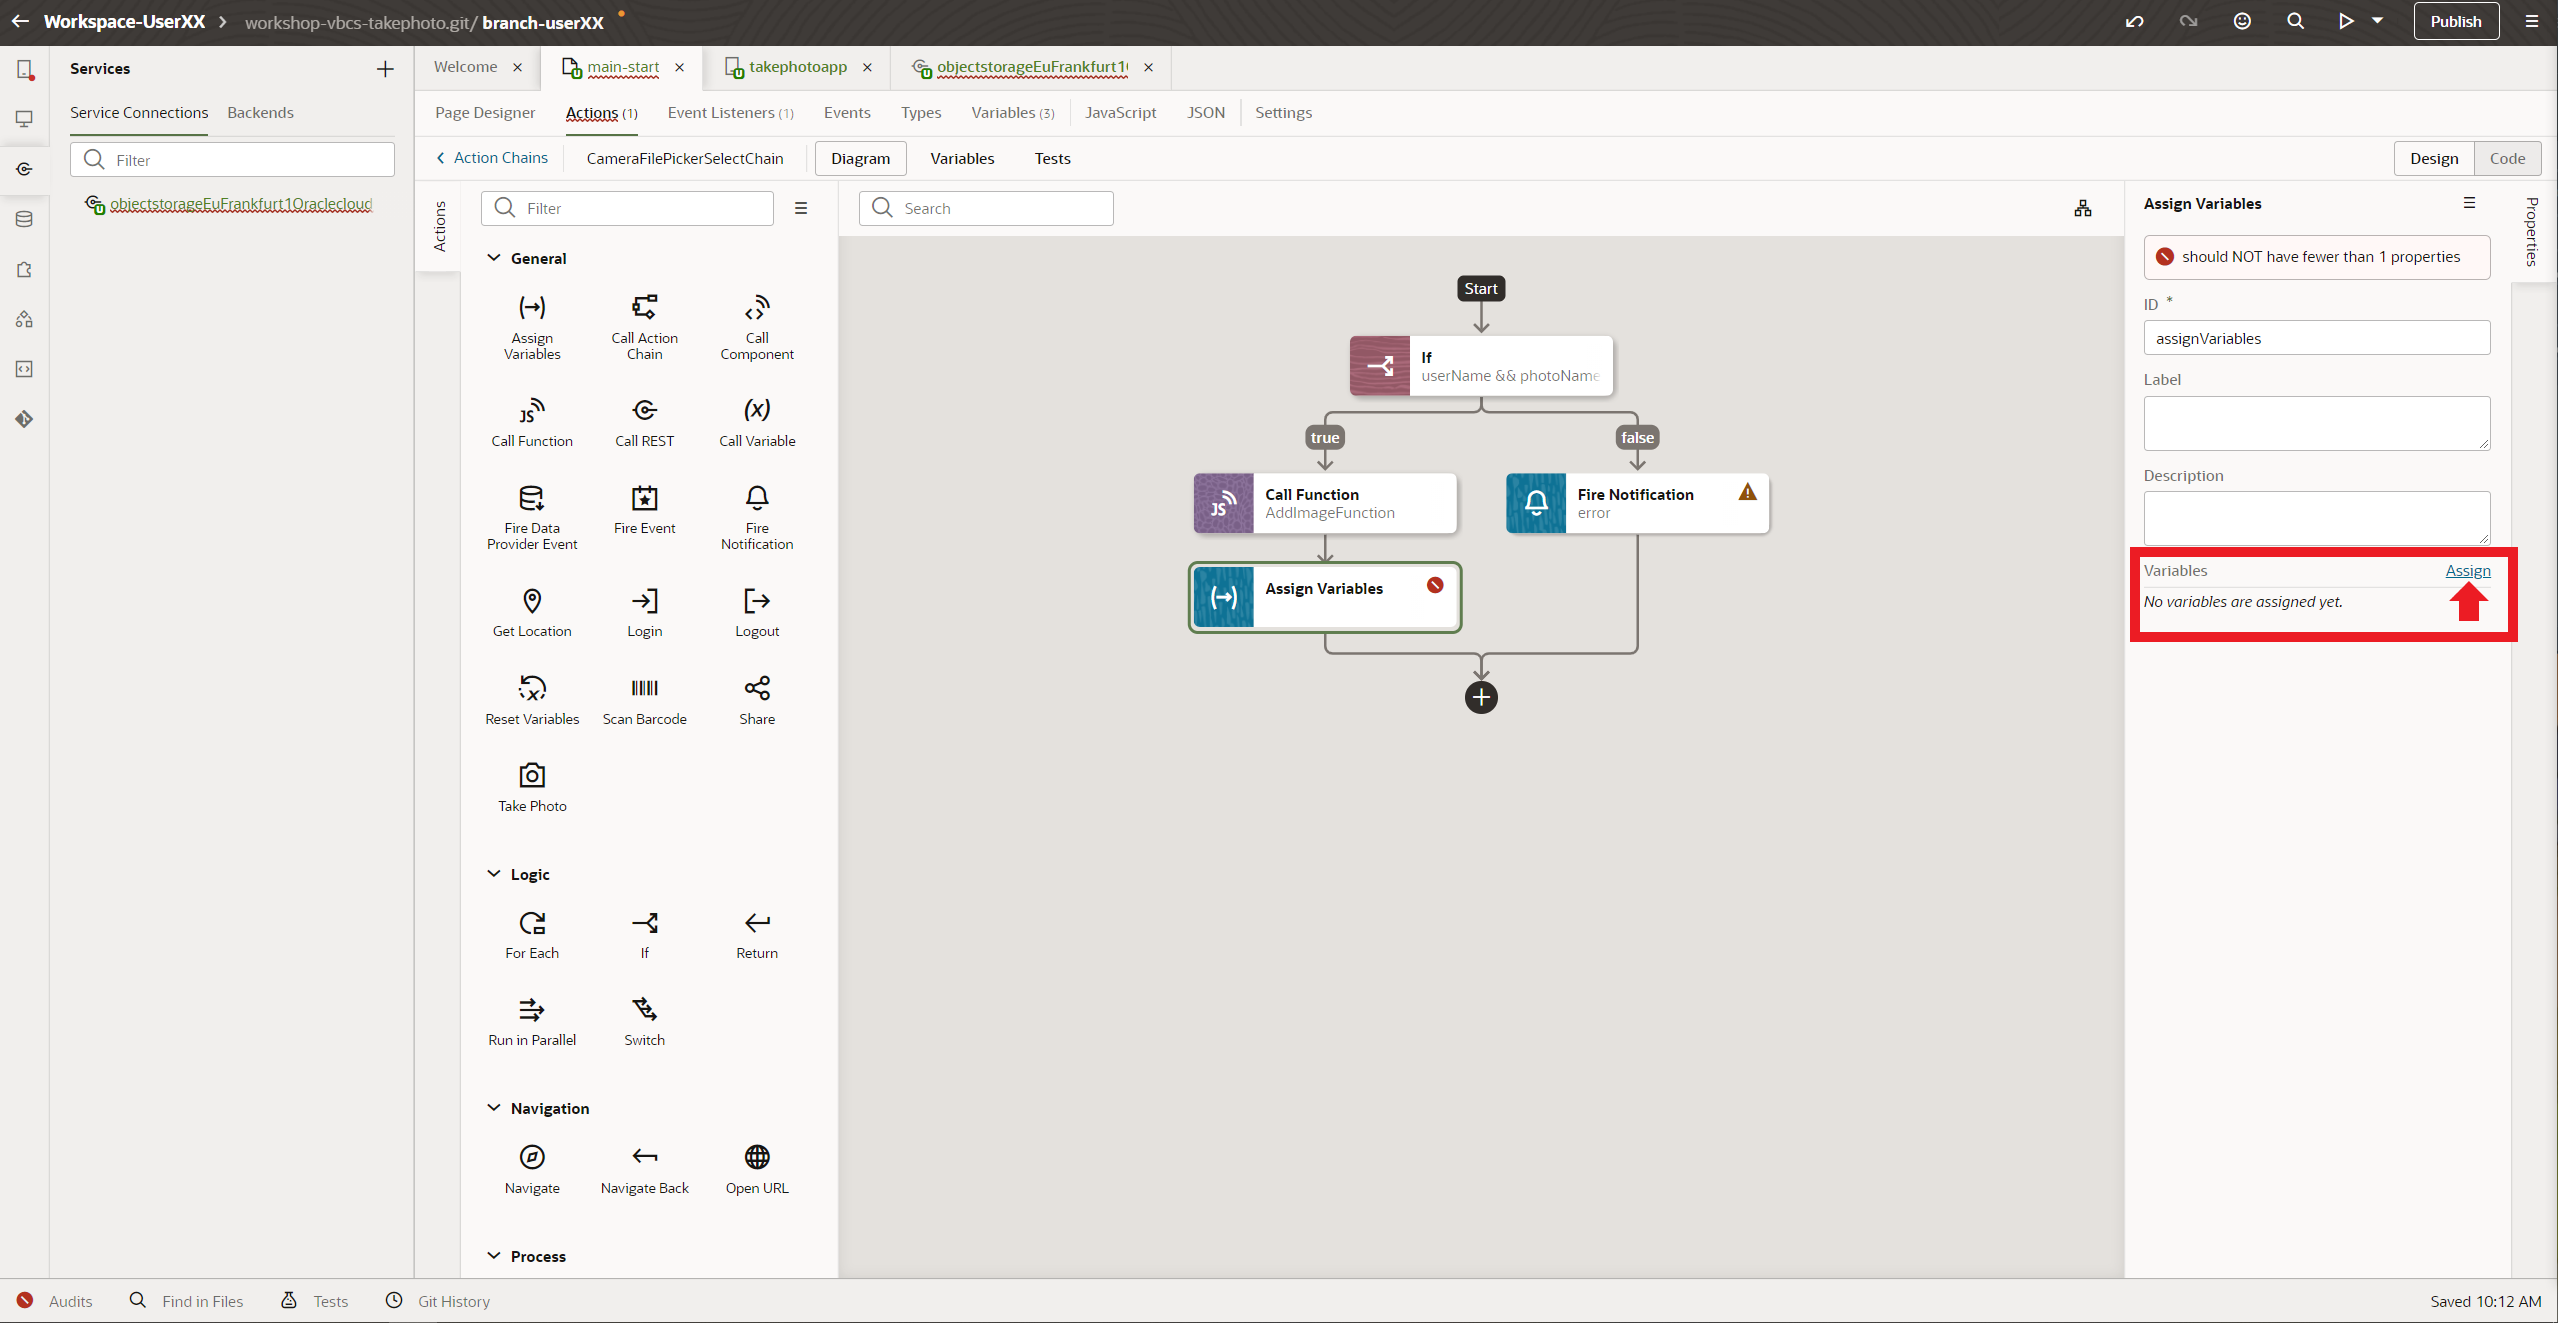 Workspace-UserXX
workshop-vbcs-takephoto.git/ branch-userXX
Publish
Services
Service Connections
Backends
Filter
objectstorageEuFrankfurt1Oraclecloud
Welcome
main-start
takephotoapp
objectstorageEuFrankfurt1
Page Designer
Actions (1)
Event Listeners (1)
Events
Types
Variables (3)
JavaScript
JSON
Settings
Action Chains
CameraFilePickerSelectChain
Diagram
Variables
Tests
Design
Code
Actions
Filter
General
Assign
Variables
Call Action
Chain
Call
Component
Call Function
Call REST
Call Variable
Fire Data
Provider Event
Fire Event
Fire
Notification
Get Location
Login
Logout
Reset Variables
Scan Barcode
Share
Take Photo
Logic
For Each
If
Return
Run in Parallel
Switch
Navigation
Navigate
Navigate Back
Open URL
Process
Search
Start
If
userName && photoName
true
false
JS
Call Function
AddImageFunction
Fire Notification
error
Assign Variables
Assign Variables
should NOT have fewer than 1 properties
ID *
assignVariables
Label
Description
Variables
Assign
No variables are assigned yet.
Properties
Audits
Find in Files
Tests
Git History
Saved 10:12 AM